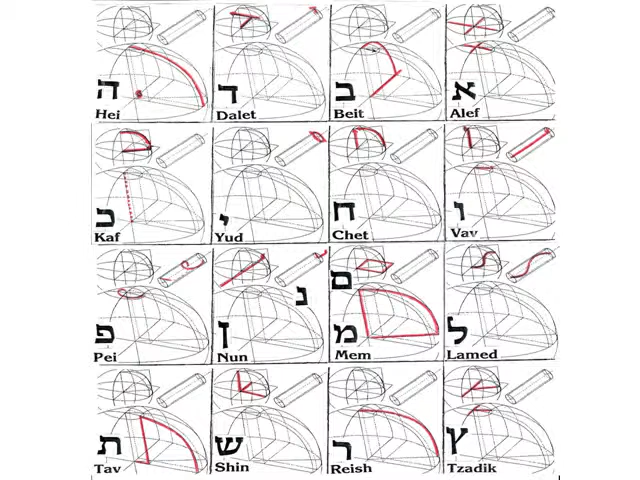 א
Alef
ב
Beit
ד
Dalet
ה
Hei
ו
Vav
ח
Chet
י
Yud
כ
Kaf
ל
Lamed
ם
מ
Mem
נ
ן
Nun
פ
Pei
ץ
Tzadik
ר
Reish
ש
Shin
ת
Tav